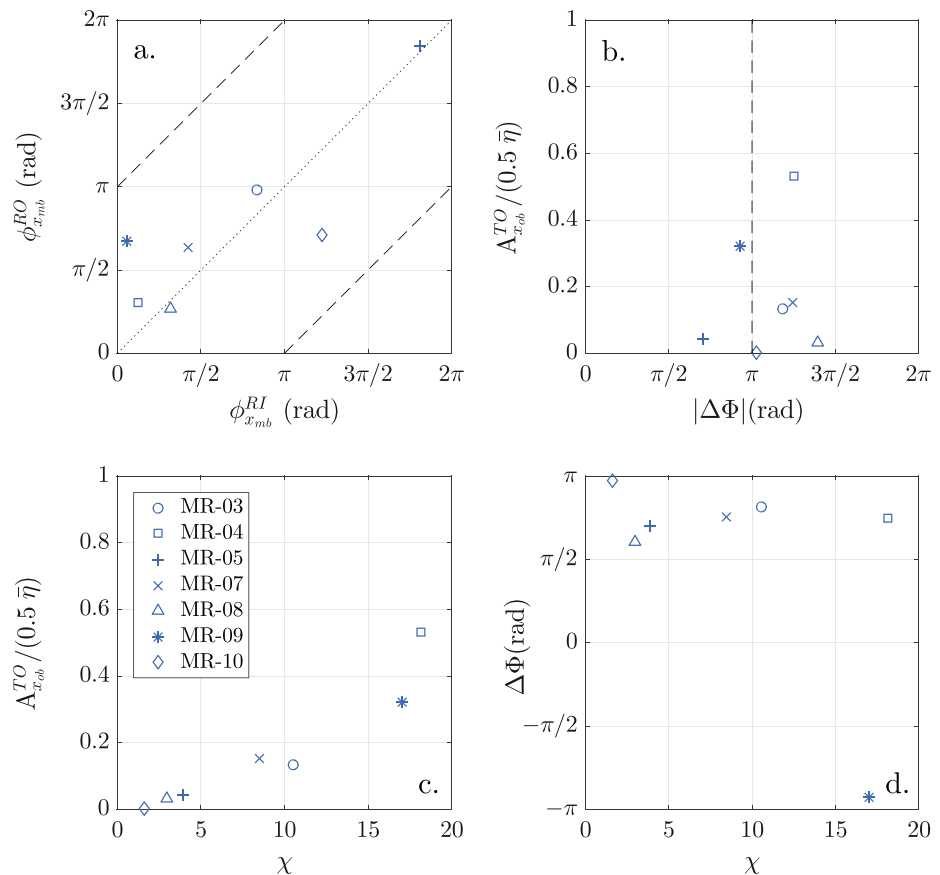 a.
2π
3π/2
π
π/2
0
0 π/2 π 3π/2 2π
ϕ_{x_{mb}}^{RO} (rad)
ϕ_{x_{mb}}^{RI} (rad)
b.
1
0.8
0.6
0.4
0.2
0
0 π/2 π 3π/2 2π
A_{x_{ob}}^{TO}/(0.5 η̄)
|ΔΦ|(rad)
c.
1
0.8
0.6
0.4
0.2
0
0 5 10 15 20
A_{x_{ob}}^{TO}/(0.5 η̄)
χ
MR-03
MR-04
MR-05
MR-07
MR-08
MR-09
MR-10
d.
π
π/2
0
−π/2
−π
0 5 10 15 20
ΔΦ(rad)
χ